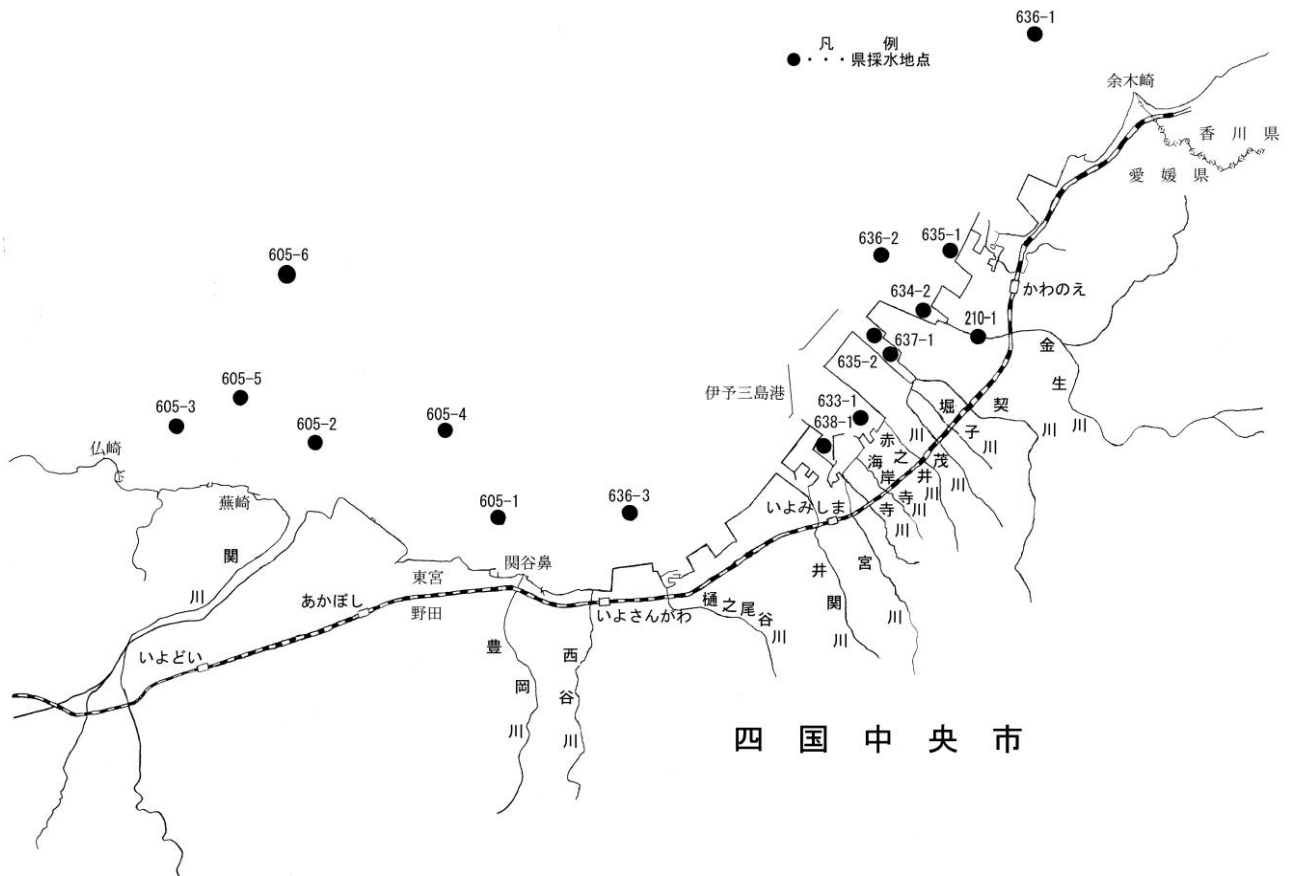 636-1
凡 例
●・・・県採水地点
余木崎
香川県
愛媛県
636-2
635-1
605-6
634-2
かわのえ
210-1
637-1
635-2
金生川
伊予三島港
605-5
605-3
605-2
605-4
633-1
638-1
堀川
契川
赤之井川
茂子川
海岸寺川
寺川
仏崎
蕪崎
605-1
636-3
いよみしま
関川
関谷鼻
東宮
野田
あかぼし
いよさんがわ
樋之尾谷川
井関川
宮川
いよどい
豊岡川
西谷川
四国中央市